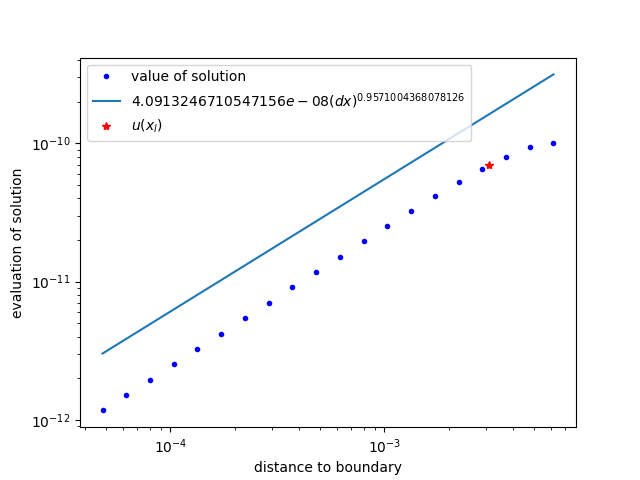 value of solution
4.0913246710547156e − 08(dx)^0.9571004368078126
u(x_l)
10^−10
10^−11
10^−12
evaluation of solution
10^−4
10^−3
distance to boundary